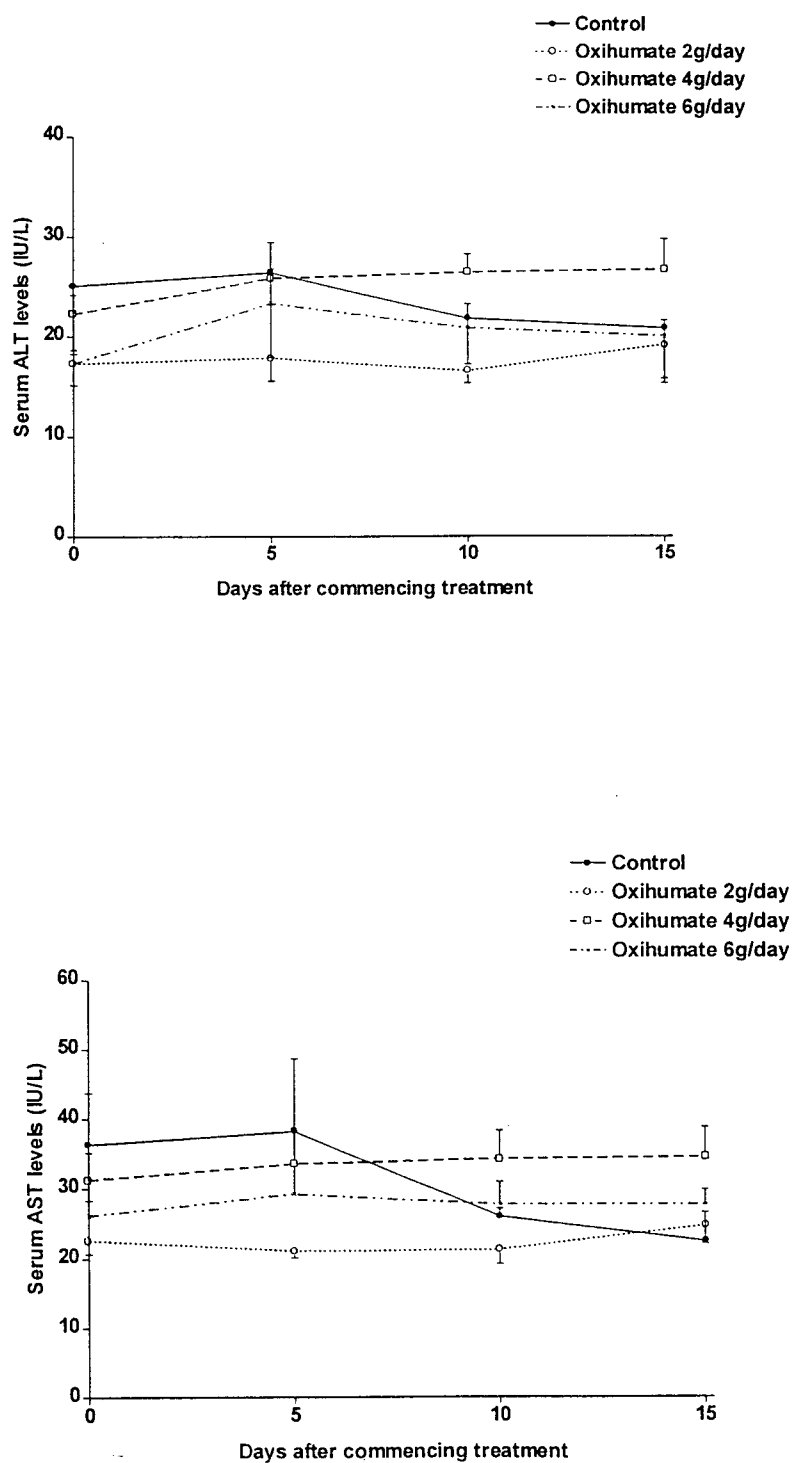 Control
Oxihumate 2g/day
Oxihumate 4g/day
Oxihumate 6g/day
40
30
20
10
0
Serum ALT levels (IU/L)
0 5 10 15
Days after commencing treatment
Control
Oxihumate 2g/day
Oxihumate 4g/day
Oxihumate 6g/day
60
50
40
30
20
10
0
Serum AST levels (IU/L)
0 5 10 15
Days after commencing treatment